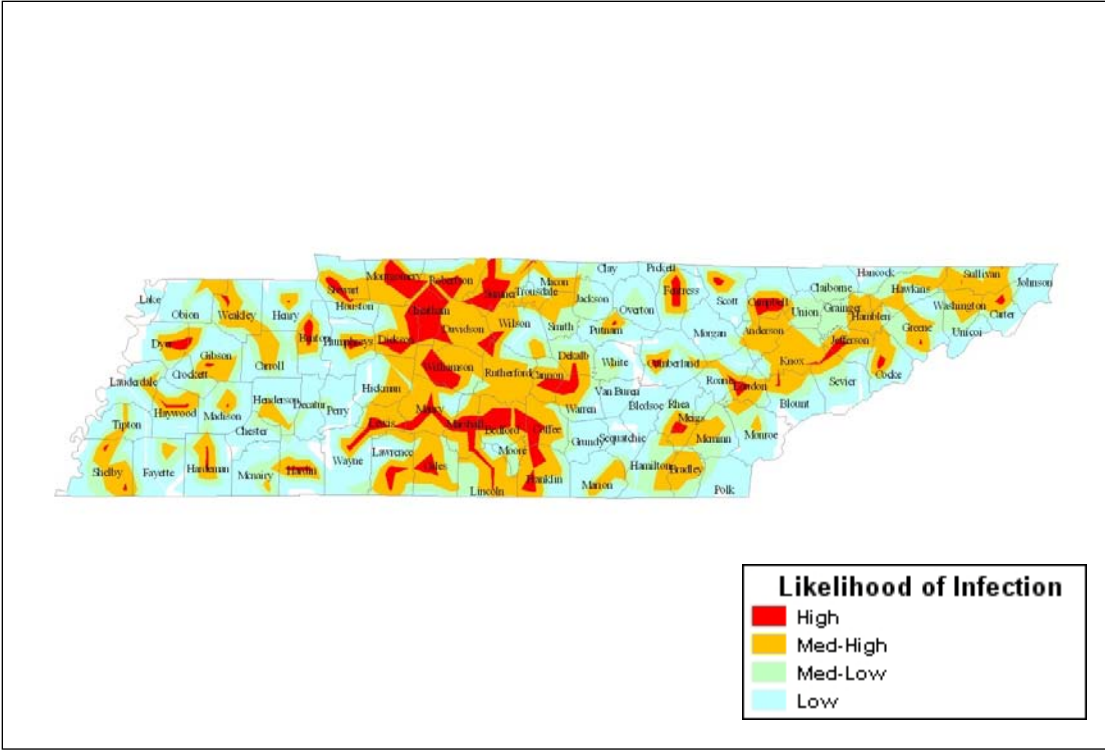 Clay
Pickett
Hancock
Sullivan
Johnson
Montgomery
Robertson
Macon
Stewart
Sumner
Trousdale
Jackson
Scott
Campbell
Claiborne
Hawkins
Lake
Houston
Overton
Fentress
Union
Grainger
Washington
Carter
Obion
Weakley
Henry
Cheatham
Wilson
Smith
Putnam
Hamblen
Greene
Unicoi
Davidson
Morgan
Anderson
Dyer
Benton
Humphreys
Dickson
Jefferson
Gibson
Carroll
Williamson
Rutherford
Cannon
Dekalb
White
Cumberland
Knox
Cocke
Crockett
Lauderdale
Hickman
Roane
Loudon
Sevier
Haywood
Madison
Henderson
Decatur
Perry
Maury
Warren
Van Buren
Bledsoe
Rhea
Blount
Tipton
Chester
Lewis
Marshall
Bedford
Coffee
Meigs
Mcminn
Monroe
Lawrence
Moore
Grundy
Sequatchie
Shelby
Fayette
Hardeman
Mcnairy
Hardin
Wayne
Giles
Lincoln
Franklin
Marion
Hamilton
Bradley
Polk
Likelihood of Infection
High
Med-High
Med-Low
Low